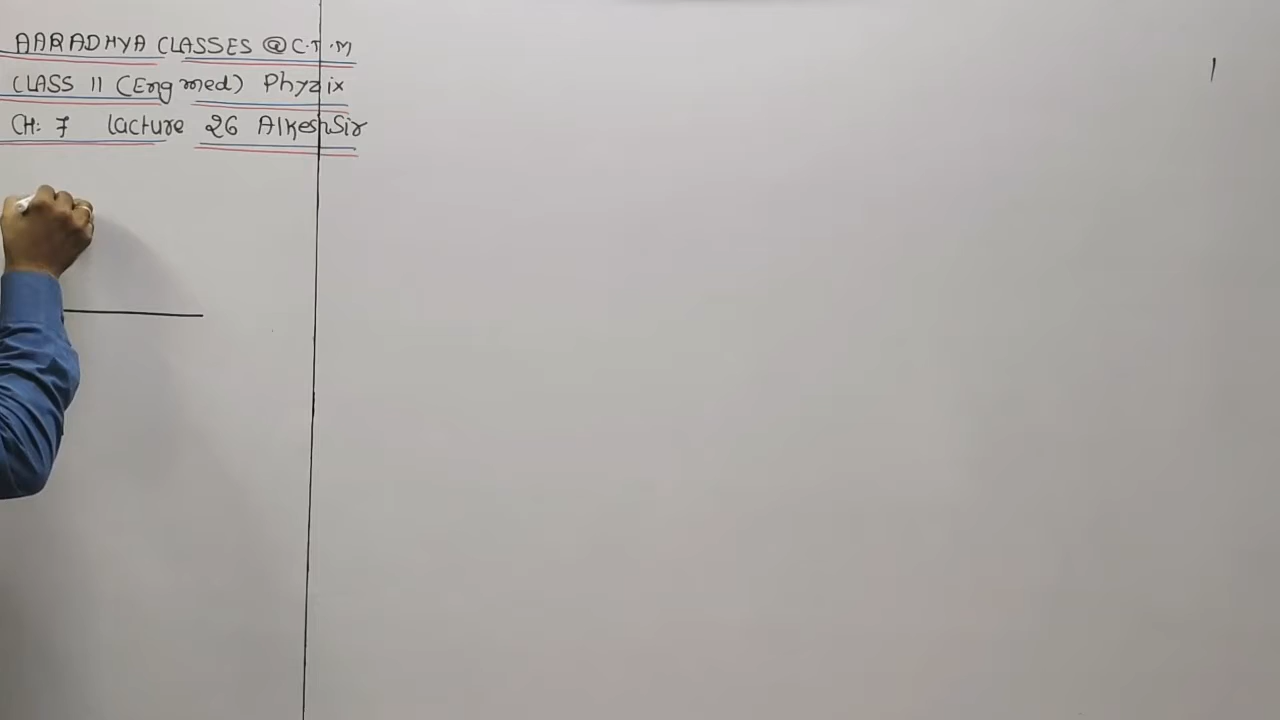 AARADHYA CLASSES @ C.T.M
CLASS 11 (Eng med) Phyzix
CH: 7 lacture 26 Alkesh Sir